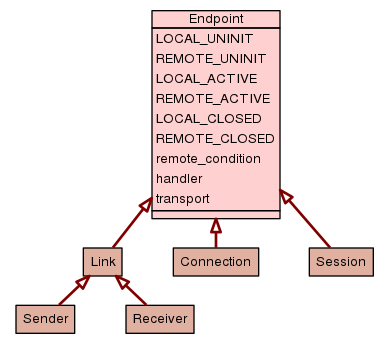 Endpoint
LOCAL_UNINIT
REMOTE_UNINIT
LOCAL_ACTIVE
REMOTE_ACTIVE
LOCAL_CLOSED
REMOTE_CLOSED
remote_condition
handler
transport
Link
Connection
Session
Sender
Receiver